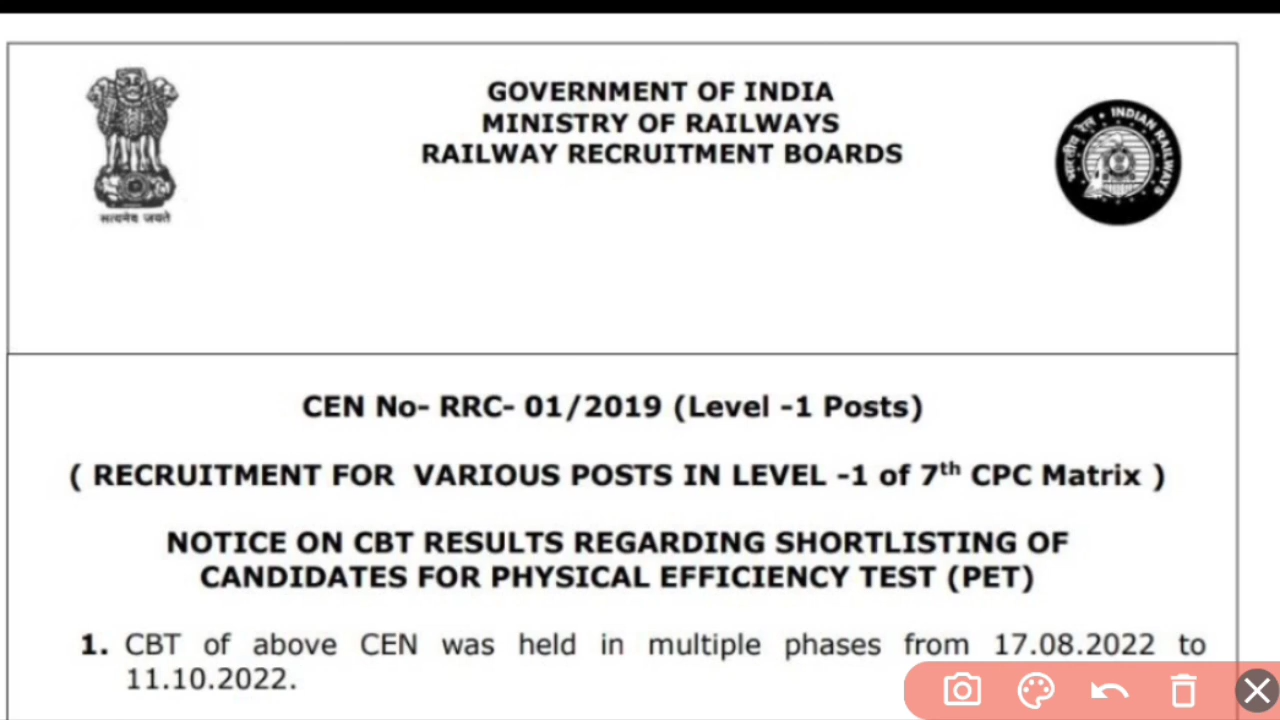 GOVERNMENT OF INDIA
MINISTRY OF RAILWAYS
RAILWAY RECRUITMENT BOARDS
सत्यमेव जयते
भारतीय रेल • INDIAN RAILWAYS
CEN No- RRC- 01/2019 (Level -1 Posts)
( RECRUITMENT FOR VARIOUS POSTS IN LEVEL -1 of 7th CPC Matrix )
NOTICE ON CBT RESULTS REGARDING SHORTLISTING OF
CANDIDATES FOR PHYSICAL EFFICIENCY TEST (PET)
1. CBT of above CEN was held in multiple phases from 17.08.2022 to
11.10.2022.